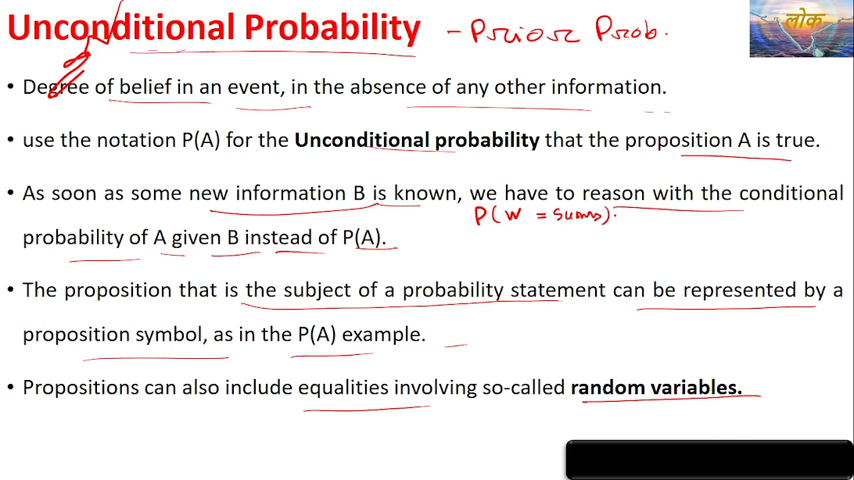 Unconditional Probability - Prior Prob.
लोक
• Degree of belief in an event, in the absence of any other information.
• use the notation P(A) for the Unconditional probability that the proposition A is true.
• As soon as some new information B is known, we have to reason with the conditional
P(W = sunny).
probability of A given B instead of P(A).
• The proposition that is the subject of a probability statement can be represented by a
proposition symbol, as in the P(A) example.
• Propositions can also include equalities involving so-called random variables.